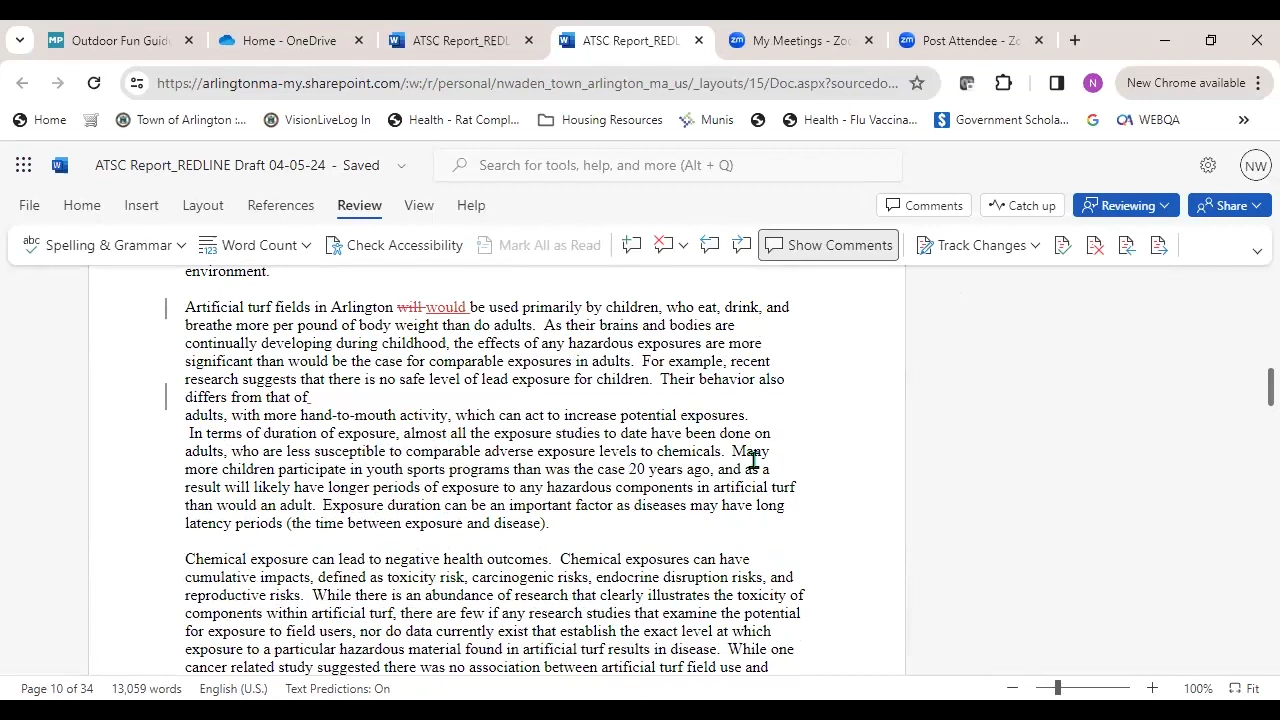 Outdoor Fun Guid
Home - OneDrive
ATSC Report_REDL
ATSC Report_REDL
My Meetings - Zoo
Post Attendee - Zo
https://arlingtonma-my.sharepoint.com/:w:/r/personal/nwaden_town_arlington_ma_us/_layouts/15/Doc.aspx?sourcedo...
N
New Chrome available
Home
Town of Arlington :...
VisionLiveLog In
Health - Rat Compl...
Housing Resources
Munis
Health - Flu Vaccina...
Government Schola...
WEBQA
ATSC Report_REDLINE Draft 04-05-24 - Saved
Search for tools, help, and more (Alt + Q)
NW
File Home Insert Layout References Review View Help
Comments Catch up Reviewing Share
Spelling & Grammar Word Count Check Accessibility Mark All as Read Show Comments Track Changes
environment.
Artificial turf fields in Arlington will would be used primarily by children, who eat, drink, and
breathe more per pound of body weight than do adults. As their brains and bodies are
continually developing during childhood, the effects of any hazardous exposures are more
significant than would be the case for comparable exposures in adults. For example, recent
research suggests that there is no safe level of lead exposure for children. Their behavior also
differs from that of
adults, with more hand-to-mouth activity, which can act to increase potential exposures.
In terms of duration of exposure, almost all the exposure studies to date have been done on
adults, who are less susceptible to comparable adverse exposure levels to chemicals. Many
more children participate in youth sports programs than was the case 20 years ago, and as a
result will likely have longer periods of exposure to any hazardous components in artificial turf
than would an adult. Exposure duration can be an important factor as diseases may have long
latency periods (the time between exposure and disease).
Chemical exposure can lead to negative health outcomes. Chemical exposures can have
cumulative impacts, defined as toxicity risk, carcinogenic risks, endocrine disruption risks, and
reproductive risks. While there is an abundance of research that clearly illustrates the toxicity of
components within artificial turf, there are few if any research studies that examine the potential
for exposure to field users, nor do data currently exist that establish the exact level at which
exposure to a particular hazardous material found in artificial turf results in disease. While one
cancer related study suggested there was no association between artificial turf field use and
Page 10 of 34 13,059 words English (U.S.) Text Predictions: On 100% Fit